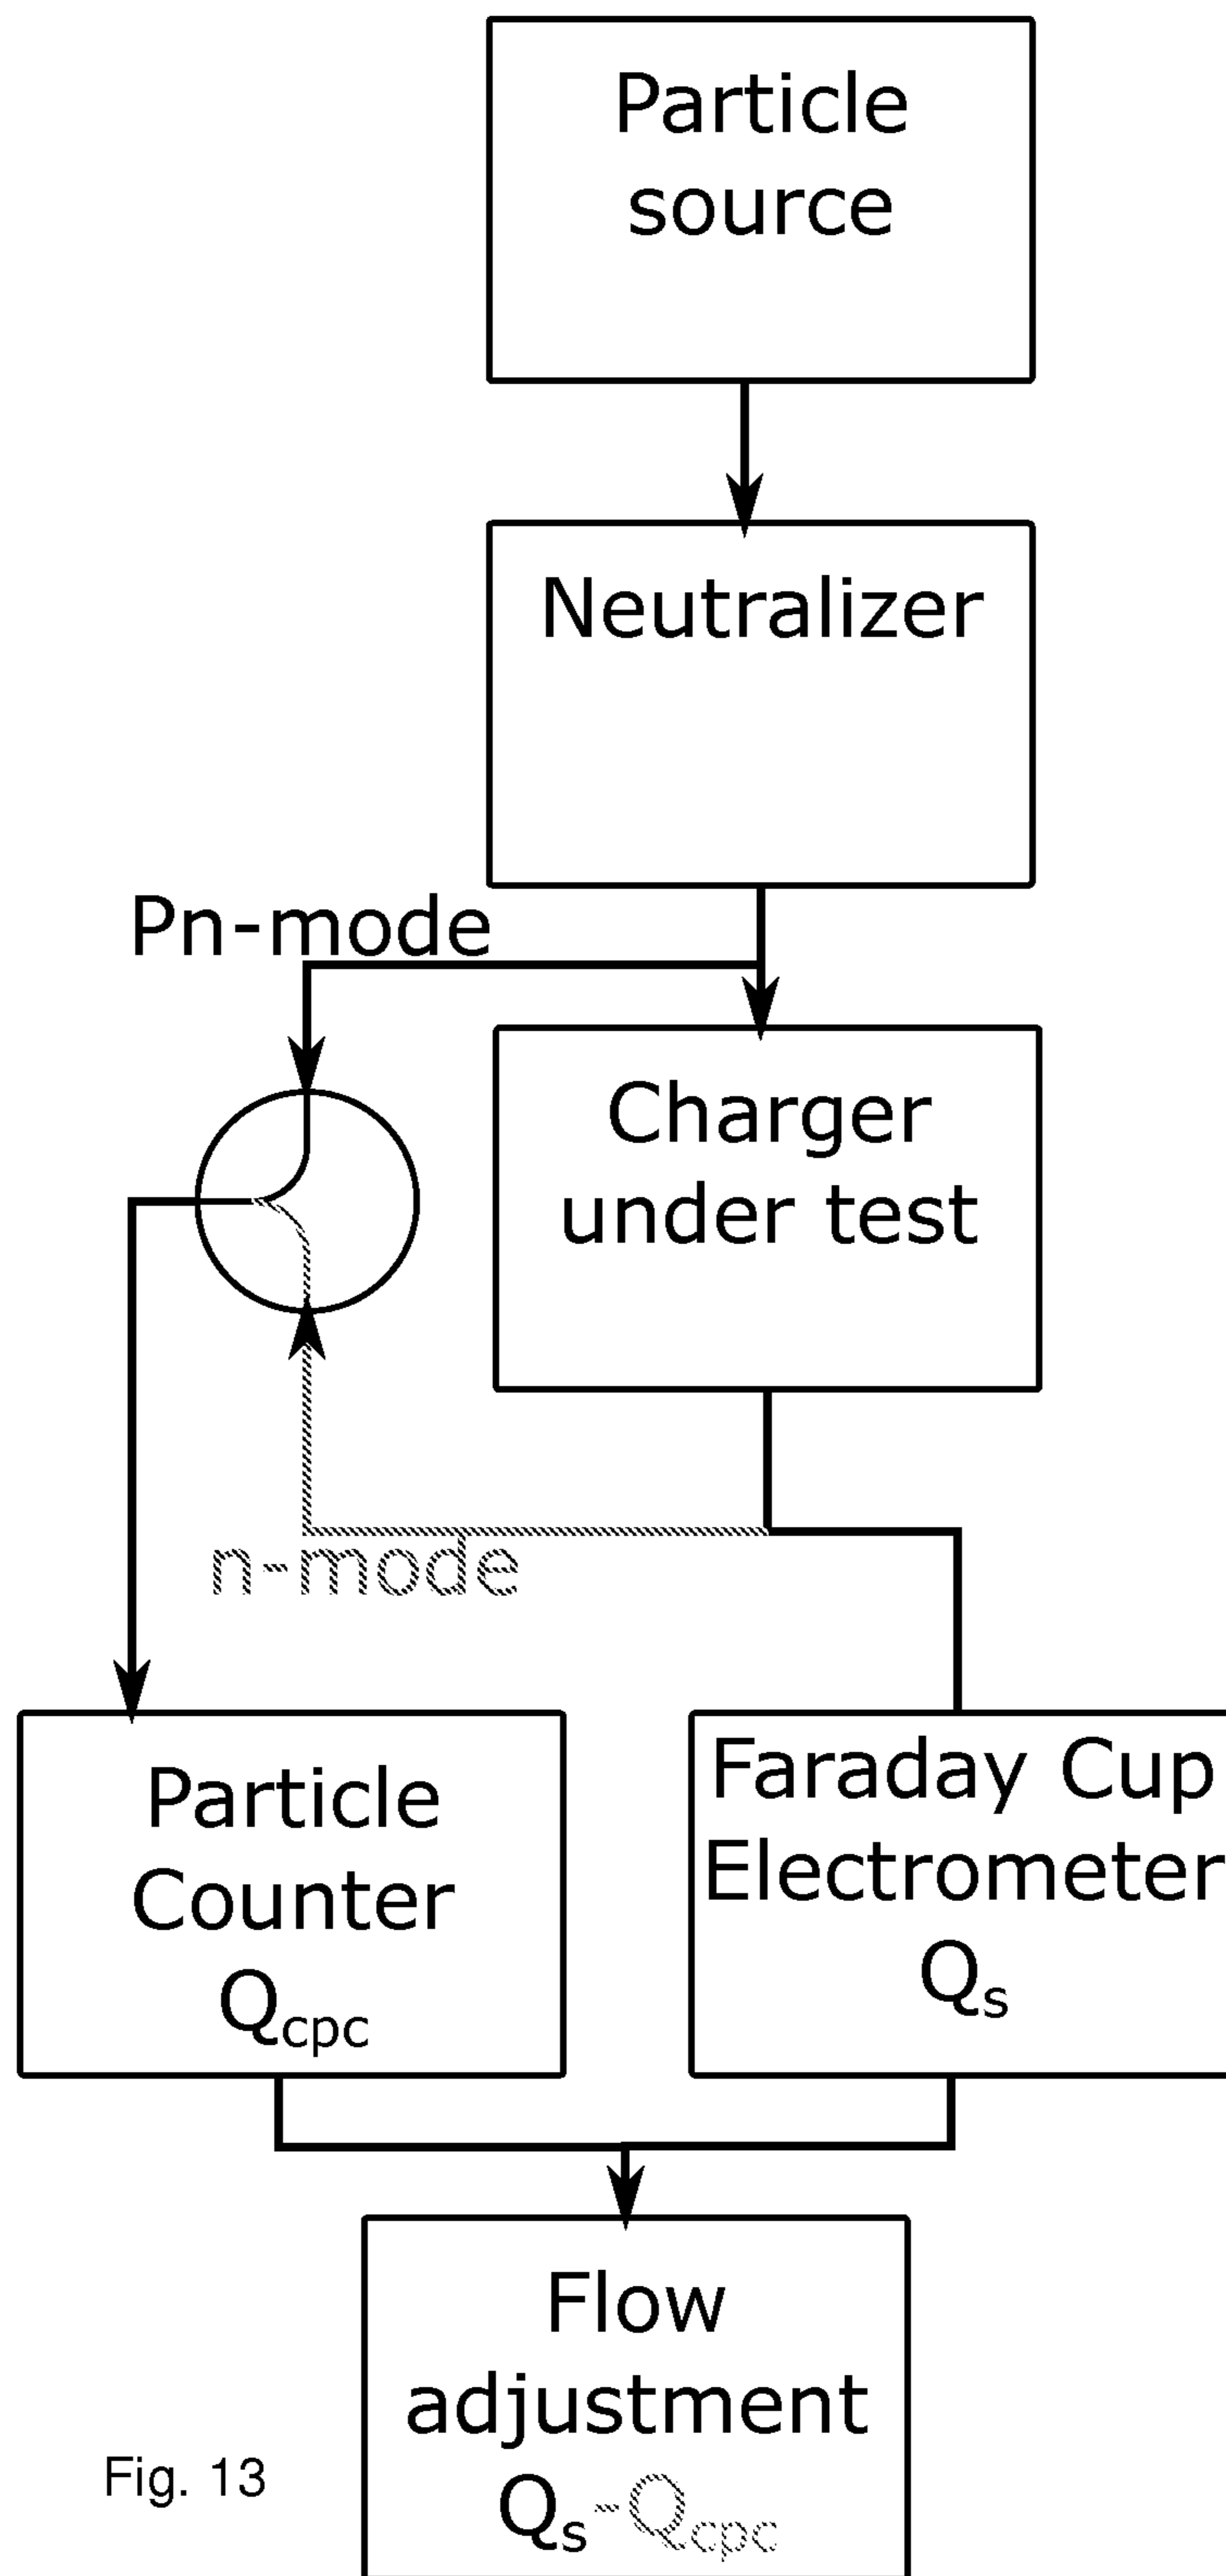 Particle
source
Neutralizer
Pn-mode
Charger
under test
n-mode
Particle
Counter
Qcpc
Faraday Cup
Electrometer
Qs
Flow
adjustment
Qs-Qcpc
Fig. 13